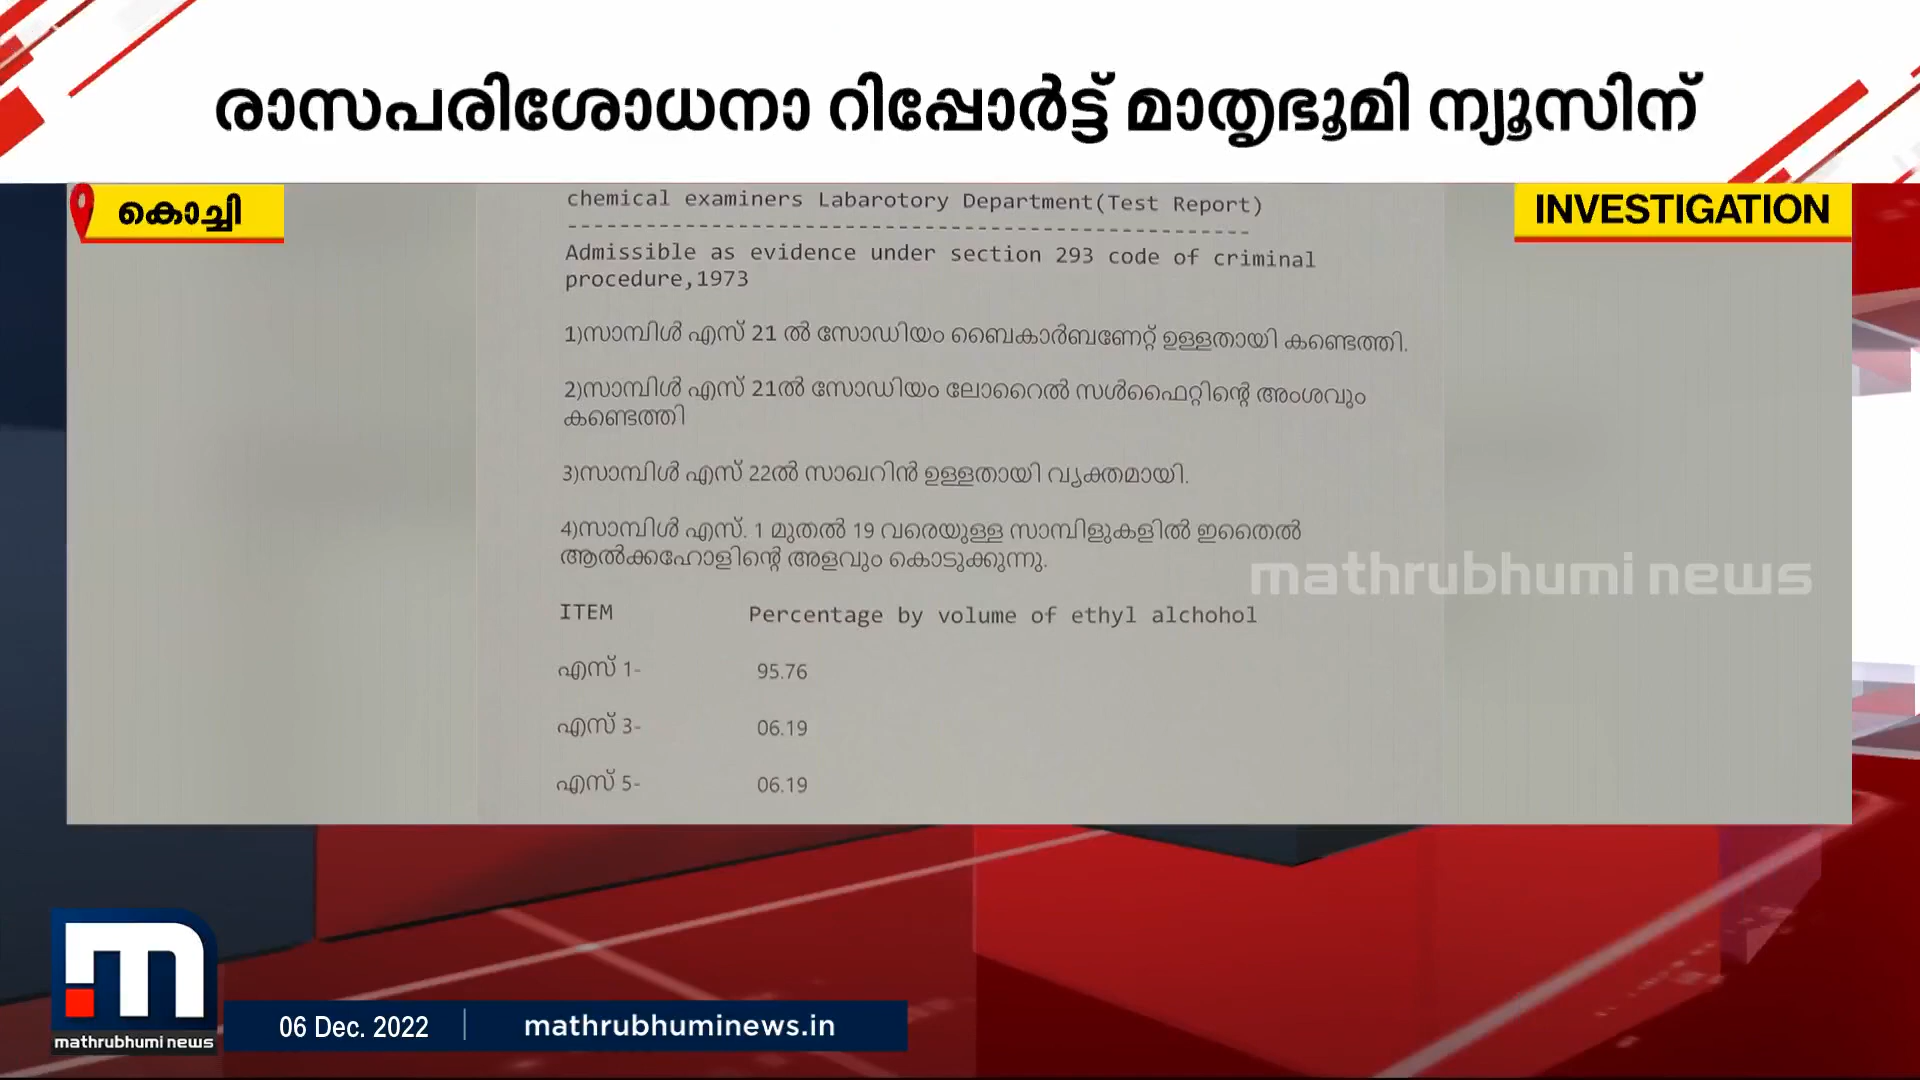 രാസപരിശോധനാ റിപ്പോർട്ട് മാതൃഭൂമി ന്യൂസിന്
കൊച്ചി
INVESTIGATION
chemical examiners Labarotory Department(Test Report)
----------------------------------------------------
Admissible as evidence under section 293 code of criminal
procedure,1973
1)സാമ്പിൾ എസ് 21 ൽ സോഡിയം ബൈകാർബണേറ്റ് ഉള്ളതായി കണ്ടെത്തി.
2)സാമ്പിൾ എസ് 21ൽ സോഡിയം ലോറൈൽ സൾഫൈറ്റിന്റെ അംശവും
കണ്ടെത്തി
3)സാമ്പിൾ എസ് 22ൽ സാഖറിൻ ഉള്ളതായി വ്യക്തമായി.
4)സാമ്പിൾ എസ്. 1 മുതൽ 19 വരെയുള്ള സാമ്പിളുകളിൽ ഇതൈൽ
ആൽക്കഹോളിന്റെ അളവും കൊടുക്കുന്നു.
mathrubhumi news
ITEM Percentage by volume of ethyl alchohol
എസ് 1- 95.76
എസ് 3- 06.19
എസ് 5- 06.19
mathrubhumi news
06 Dec. 2022 mathrubhuminews.in